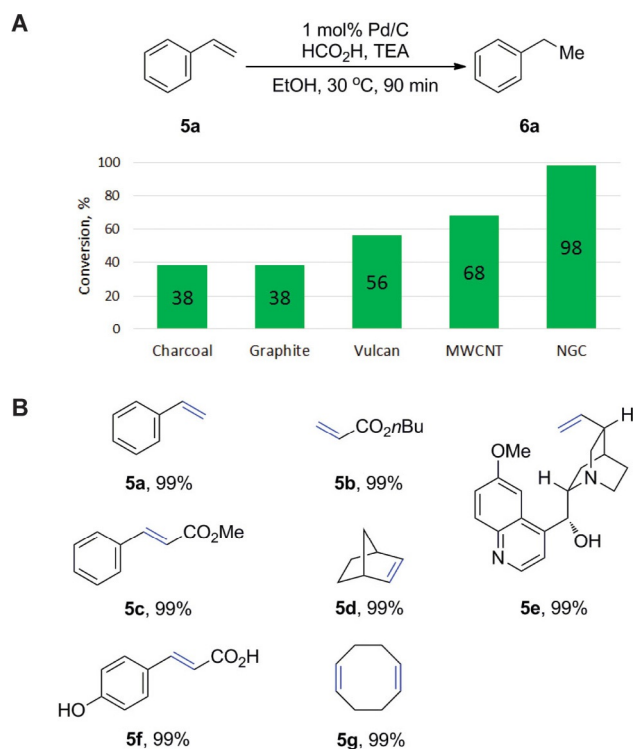 A
1 mol% Pd/C
HCO2H, TEA
EtOH, 30 °C, 90 min
Me
5a
6a
Conversion, %
100
80
60
40
20
0
38
38
56
68
98
Charcoal
Graphite
Vulcan
MWCNT
NGC
B
5a, 99%
CO2nBu
5b, 99%
H
OMe
H
N
OH
N
5e, 99%
CO2Me
5c, 99%
5d, 99%
CO2H
HO
5f, 99%
5g, 99%